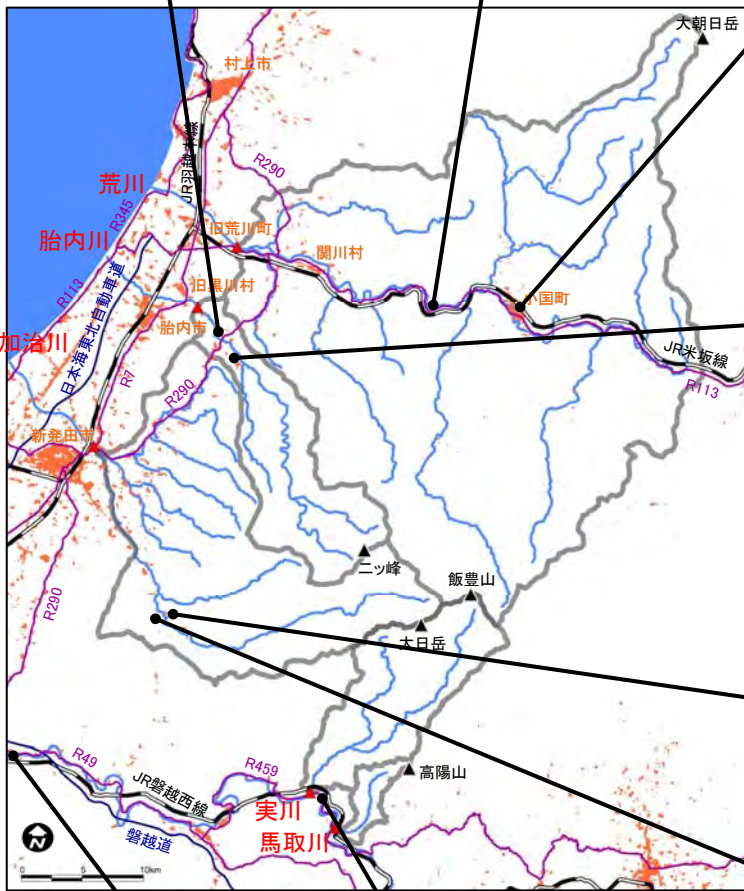 大朝日岳
村上市
JR羽越本線
R290
荒川
R345
旧荒川町
胎内川
関川村
R113
日本海東北自動車道
旧黒川村
小国町
胎内市
加治川
JR米坂線
R7
R290
R113
新発田市
二ッ峰
飯豊山
R290
大日岳
R49
R459
高陽山
JR磐越西線
実川
馬取川
磐越道
N
0 5 10km